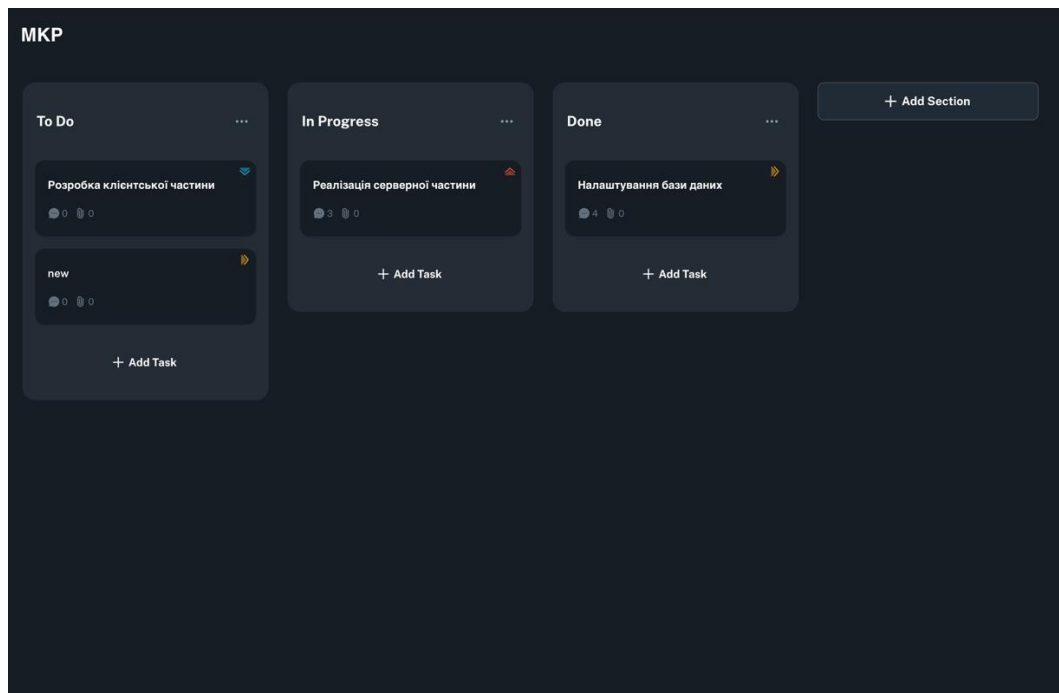 МКР
To Do
...
Розробка клієнтської частини
0 0
new
0 0
+ Add Task
In Progress
...
Реалізація серверної частини
3 0
+ Add Task
Done
...
Налаштування бази даних
4 0
+ Add Task
+ Add Section